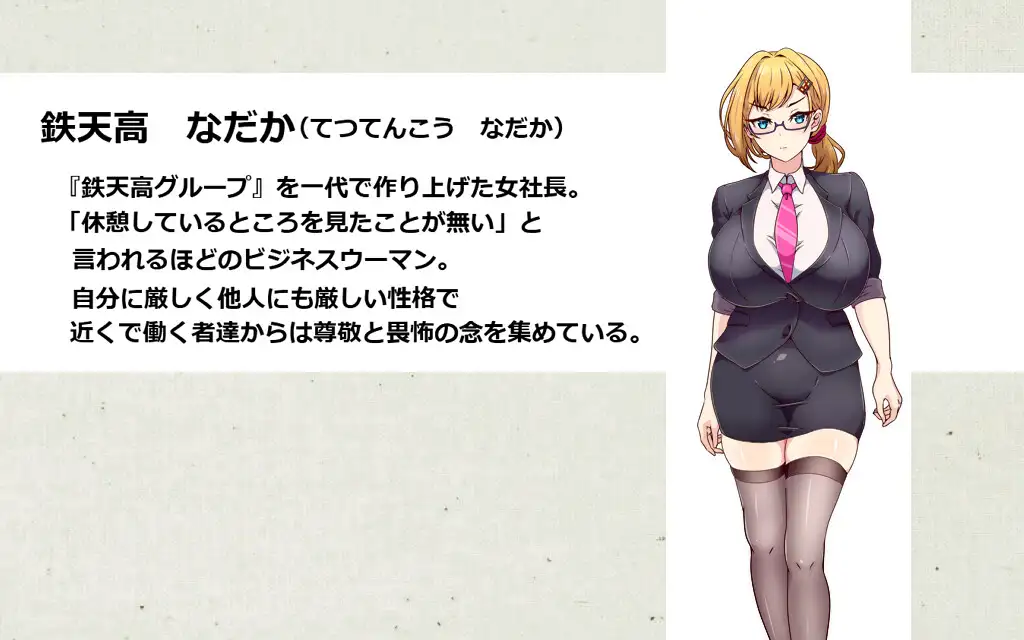 鉄天高　なだか(てつてんこう　なだか)
『鉄天高グループ』を一代で作り上げた女社長。
「休憩しているところを見たことが無い」と
言われるほどのビジネスウーマン。
自分に厳しく他人にも厳しい性格で
近くで働く者達からは尊敬と畏怖の念を集めている。